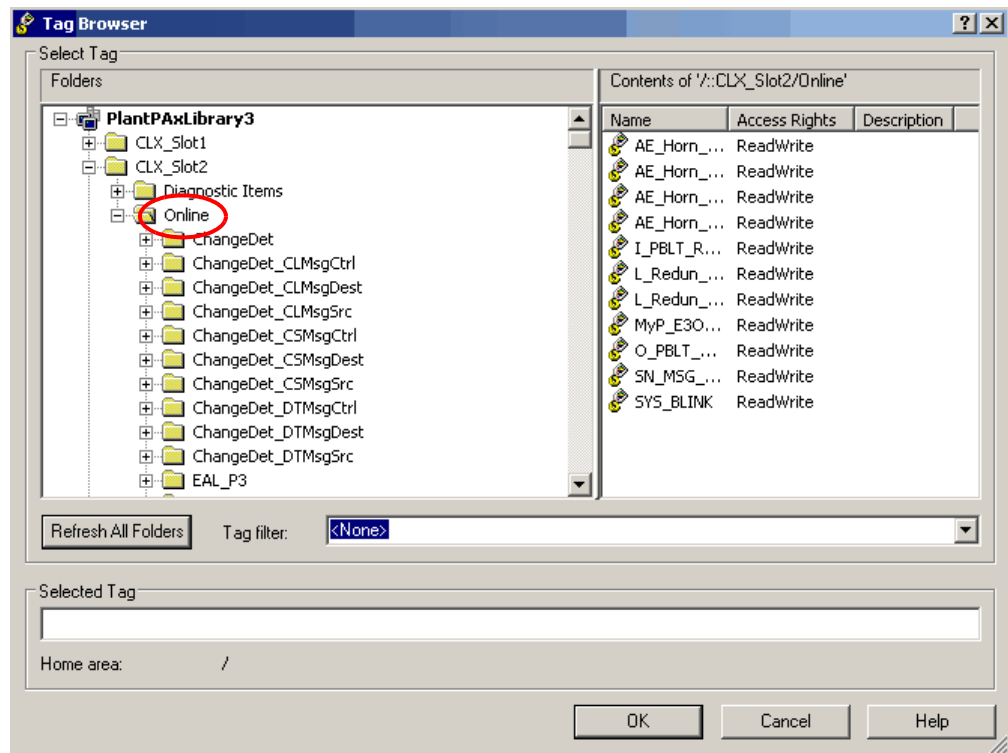 Tag Browser
Select Tag
Folders
PlantPAxLibrary3
CLX_Slot1
CLX_Slot2
Diagnostic Items
Online
ChangeDet
ChangeDet_CLMsgCtrl
ChangeDet_CLMsgDest
ChangeDet_CLMsgSrc
ChangeDet_CSMsgCtrl
ChangeDet_CSMsgDest
ChangeDet_CSMsgSrc
ChangeDet_DTMsgCtrl
ChangeDet_DTMsgDest
ChangeDet_DTMsgSrc
EAL_P3
Contents of '/::CLX_Slot2/Online'
Name Access Rights Description
AE_Horn_... ReadWrite
AE_Horn_... ReadWrite
AE_Horn_... ReadWrite
AE_Horn_... ReadWrite
I_PBLT_R... ReadWrite
L_Redun_... ReadWrite
L_Redun_... ReadWrite
MyP_E3O... ReadWrite
O_PBLT_... ReadWrite
SN_MSG_... ReadWrite
SYS_BLINK ReadWrite
Refresh All Folders Tag filter: <None>
Selected Tag
Home area: /
OK Cancel Help